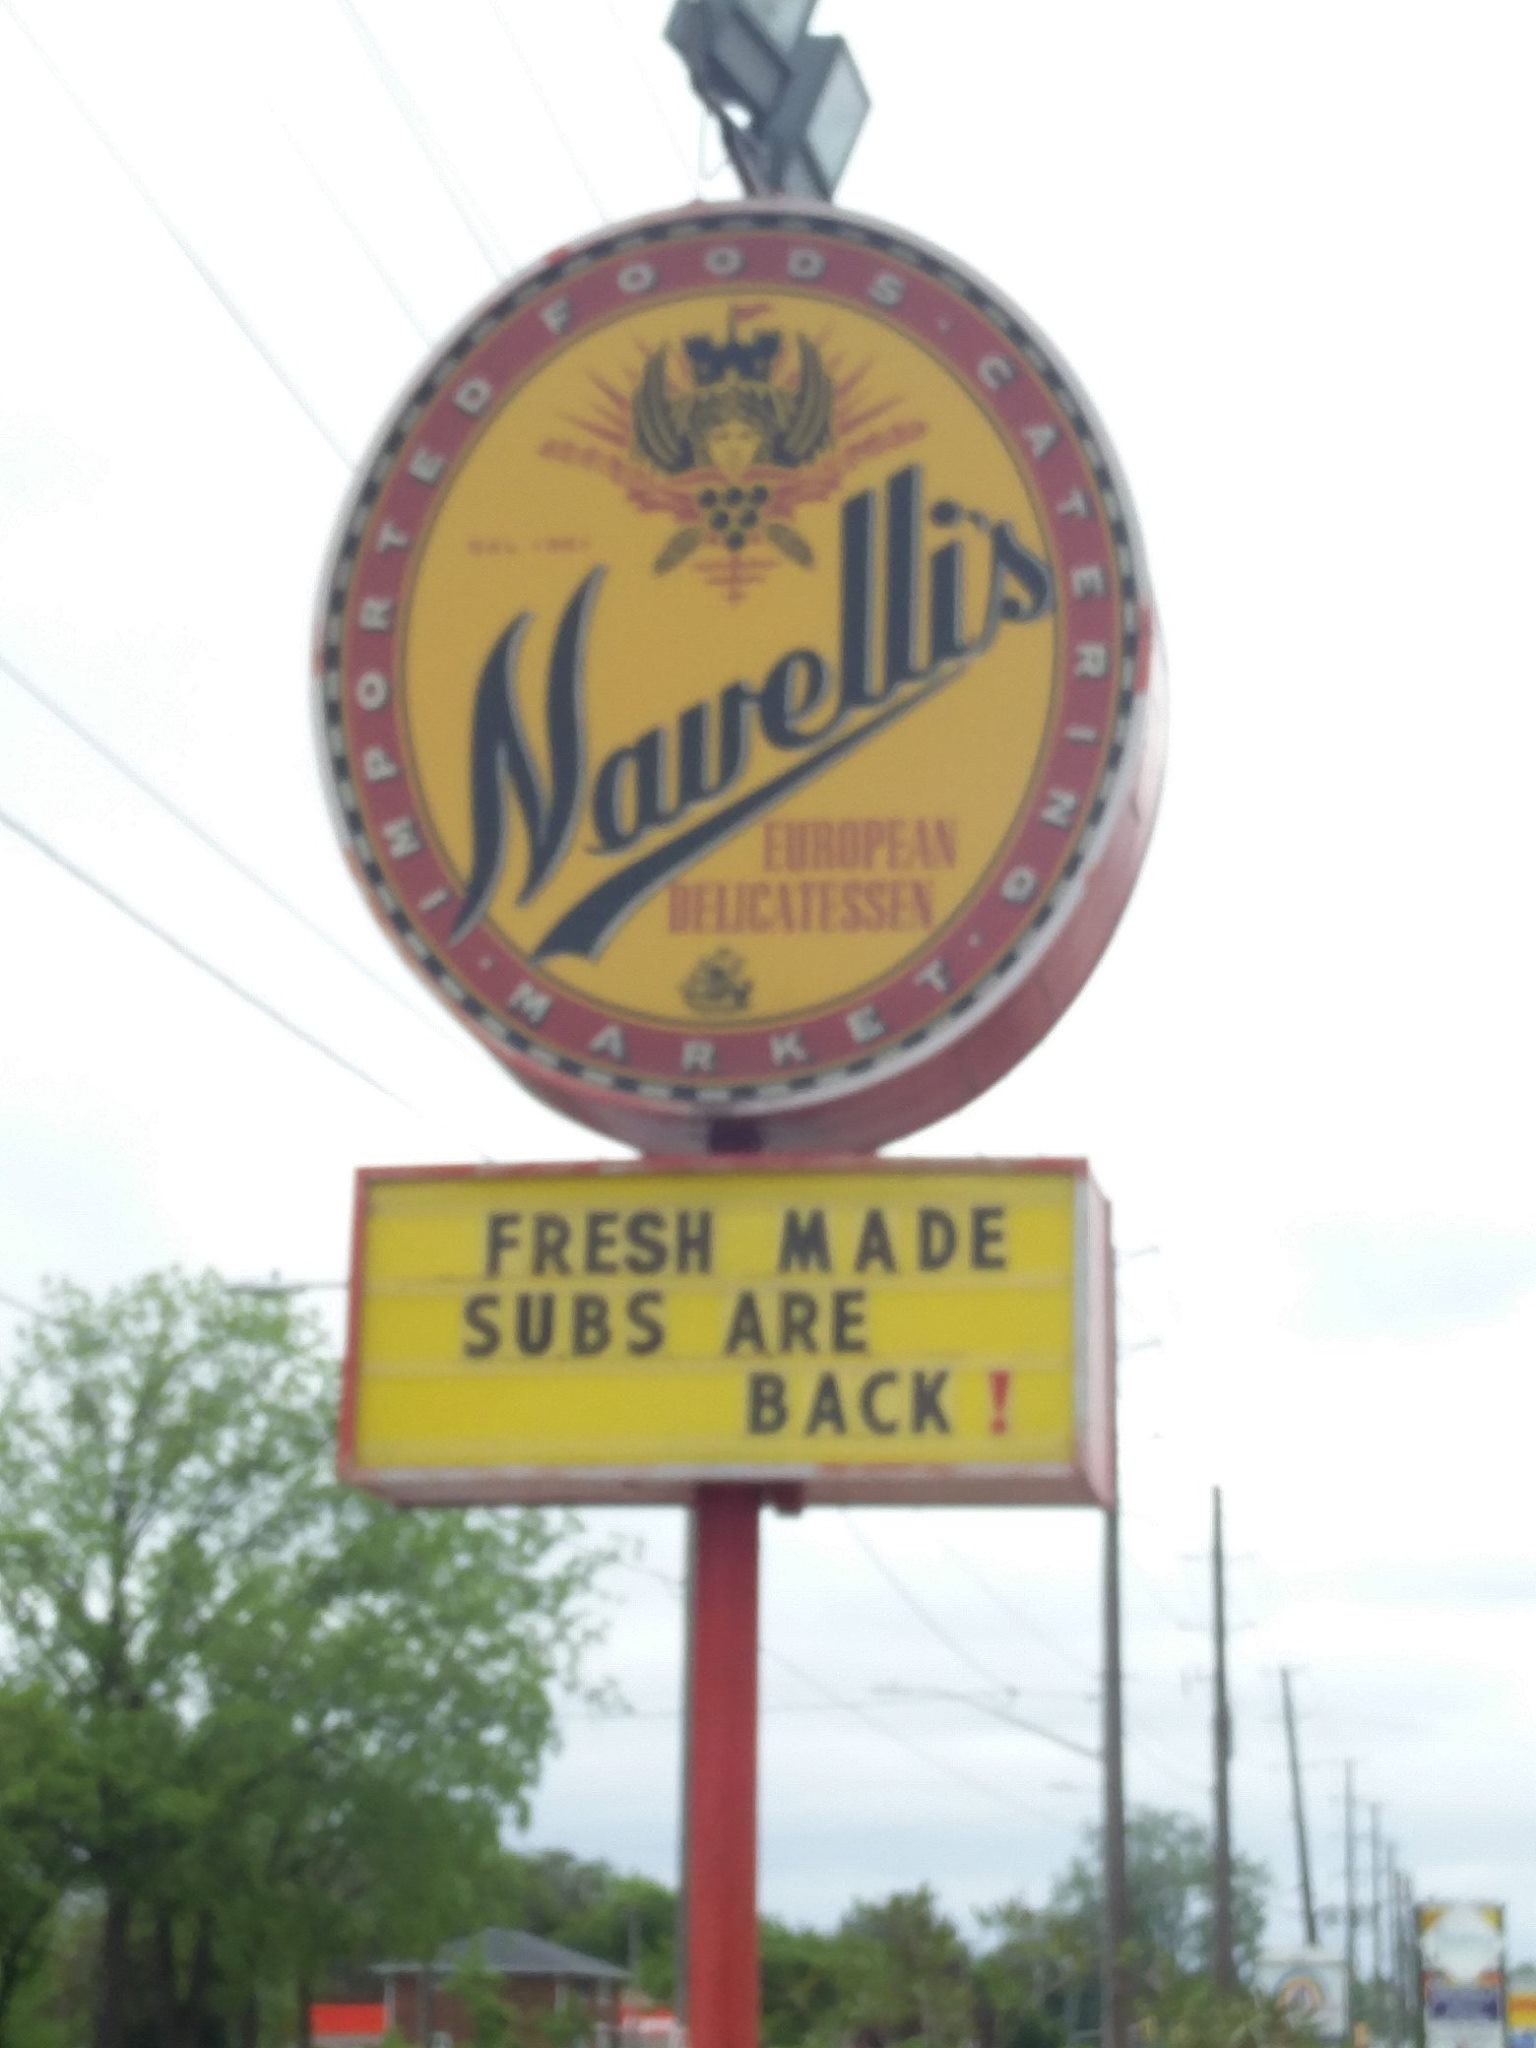 IMPORTED FOODS · CATERING · MARKET ·
Navelli's
EUROPEAN
DELICATESSEN
FRESH MADE
SUBS ARE
BACK!